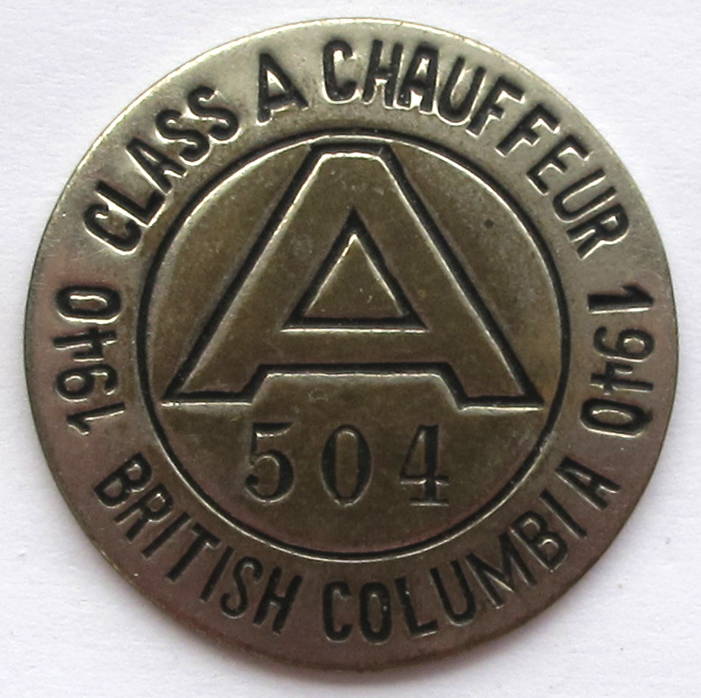 CLASS A CHAUFFEUR
1940
1940
BRITISH COLUMBIA
A
504